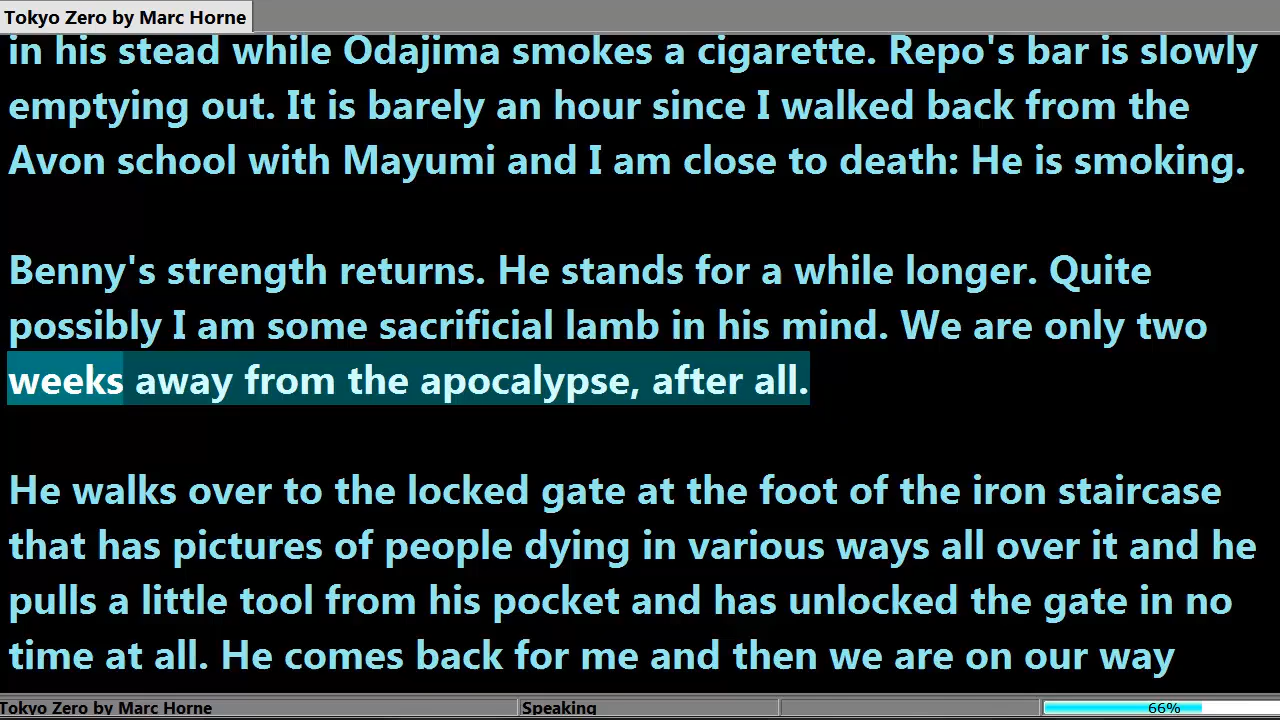 Tokyo Zero by Marc Horne
in his stead while Odajima smokes a cigarette. Repo's bar is slowly
emptying out. It is barely an hour since I walked back from the
Avon school with Mayumi and I am close to death: He is smoking.
Benny's strength returns. He stands for a while longer. Quite
possibly I am some sacrificial lamb in his mind. We are only two
weeks away from the apocalypse, after all.
He walks over to the locked gate at the foot of the iron staircase
that has pictures of people dying in various ways all over it and he
pulls a little tool from his pocket and has unlocked the gate in no
time at all. He comes back for me and then we are on our way
Tokyo Zero by Marc Horne Speaking 66%